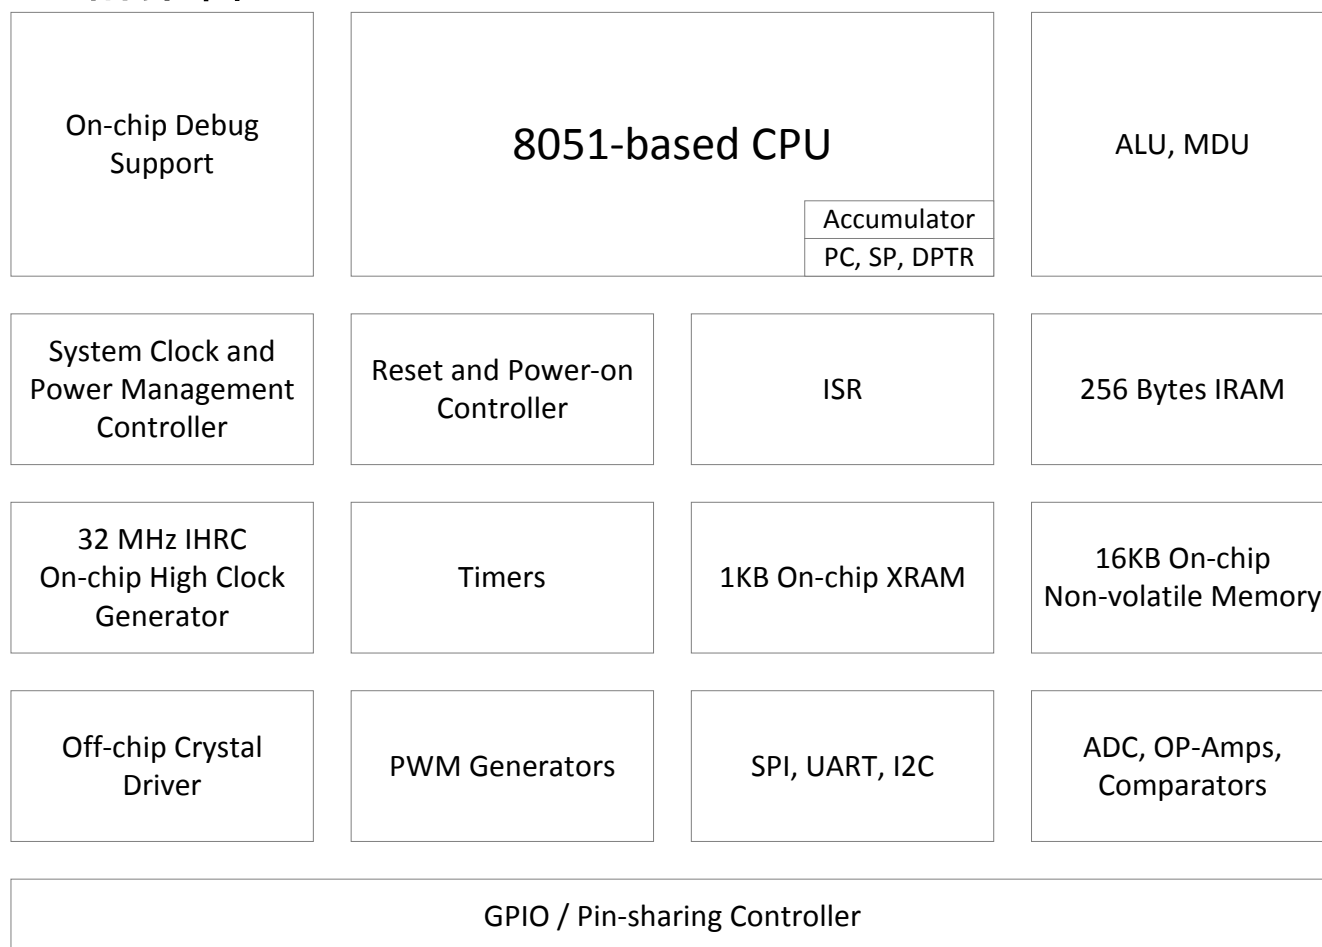 On-chip Debug
Support
8051-based CPU
Accumulator
PC, SP, DPTR
ALU, MDU
System Clock and
Power Management
Controller
Reset and Power-on
Controller
ISR
256 Bytes IRAM
32 MHz IHRC
On-chip High Clock
Generator
Timers
1KB On-chip XRAM
16KB On-chip
Non-volatile Memory
Off-chip Crystal
Driver
PWM Generators
SPI, UART, I2C
ADC, OP-Amps,
Comparators
GPIO / Pin-sharing Controller